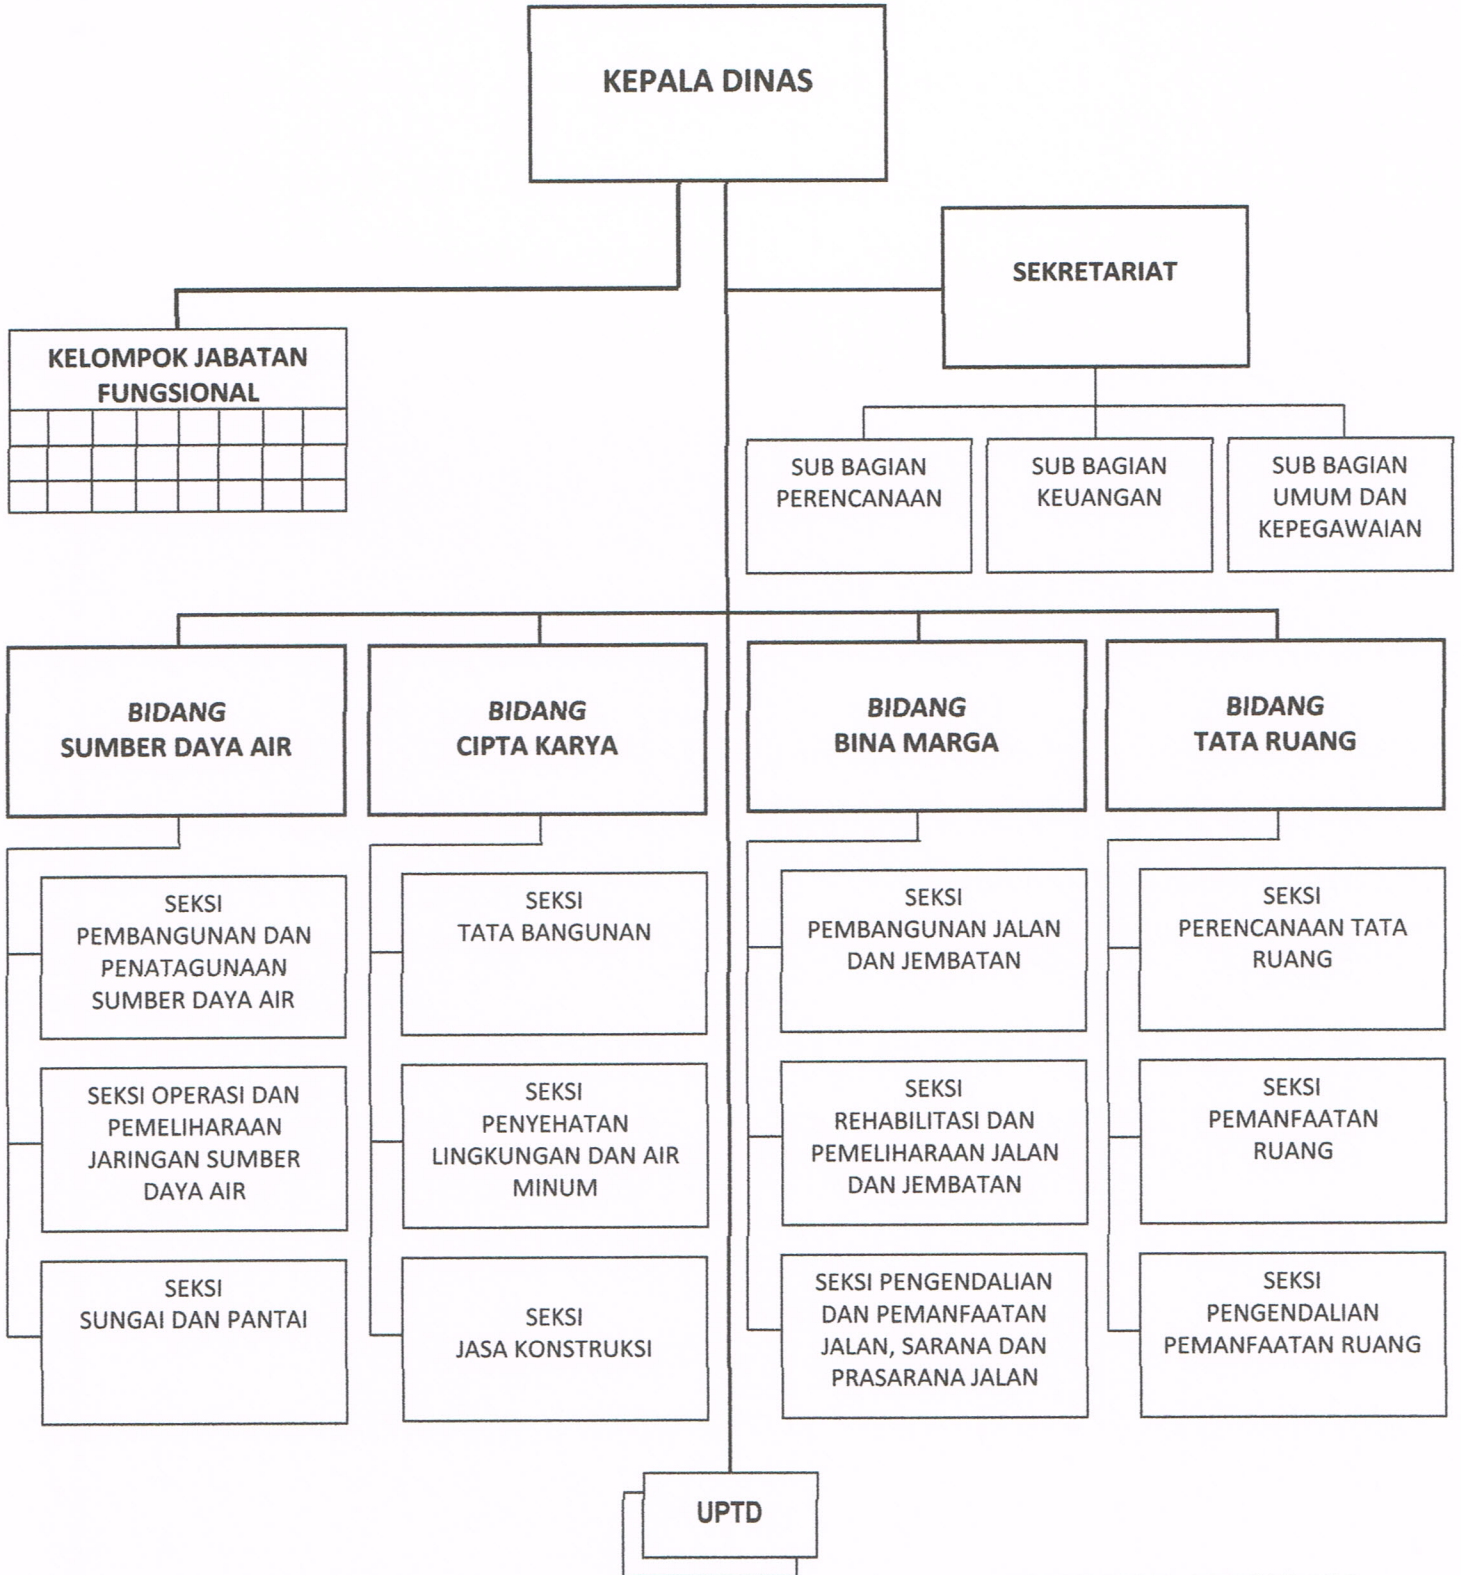 KEPALA DINAS
SEKRETARIAT
KELOMPOK JABATAN
FUNGSIONAL
SUB BAGIAN
PERENCANAAN
SUB BAGIAN
KEUANGAN
SUB BAGIAN
UMUM DAN
KEPEGAWAIAN
BIDANG
SUMBER DAYA AIR
BIDANG
CIPTA KARYA
BIDANG
BINA MARGA
BIDANG
TATA RUANG
SEKSI
PEMBANGUNAN DAN
PENATAGUNAAN
SUMBER DAYA AIR
SEKSI
TATA BANGUNAN
SEKSI
PEMBANGUNAN JALAN
DAN JEMBATAN
SEKSI
PERENCANAAN TATA
RUANG
SEKSI OPERASI DAN
PEMELIHARAAN
JARINGAN SUMBER
DAYA AIR
SEKSI
PENYEHATAN
LINGKUNGAN DAN AIR
MINUM
SEKSI
REHABILITASI DAN
PEMELIHARAAN JALAN
DAN JEMBATAN
SEKSI
PEMANFAATAN
RUANG
SEKSI
SUNGAI DAN PANTAI
SEKSI
JASA KONSTRUKSI
SEKSI PENGENDALIAN
DAN PEMANFAATAN
JALAN, SARANA DAN
PRASARANA JALAN
SEKSI
PENGENDALIAN
PEMANFAATAN RUANG
UPTD